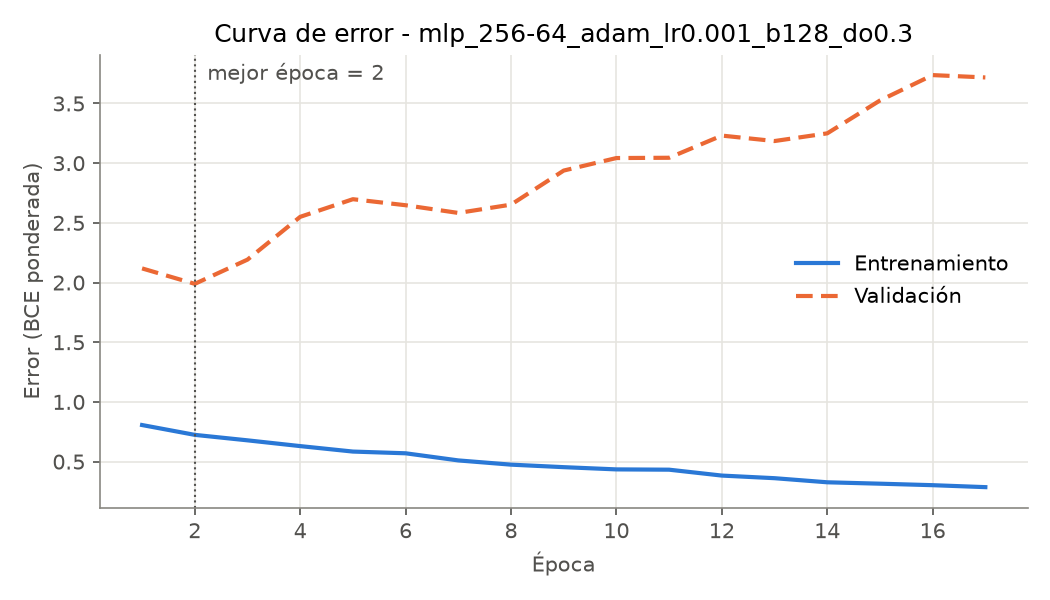 Curva de error - mlp_256-64_adam_lr0.001_b128_do0.3
mejor época = 2
Error (BCE ponderada)
3.5
3.0
2.5
2.0
1.5
1.0
0.5
Entrenamiento
Validación
2 4 6 8 10 12 14 16
Época